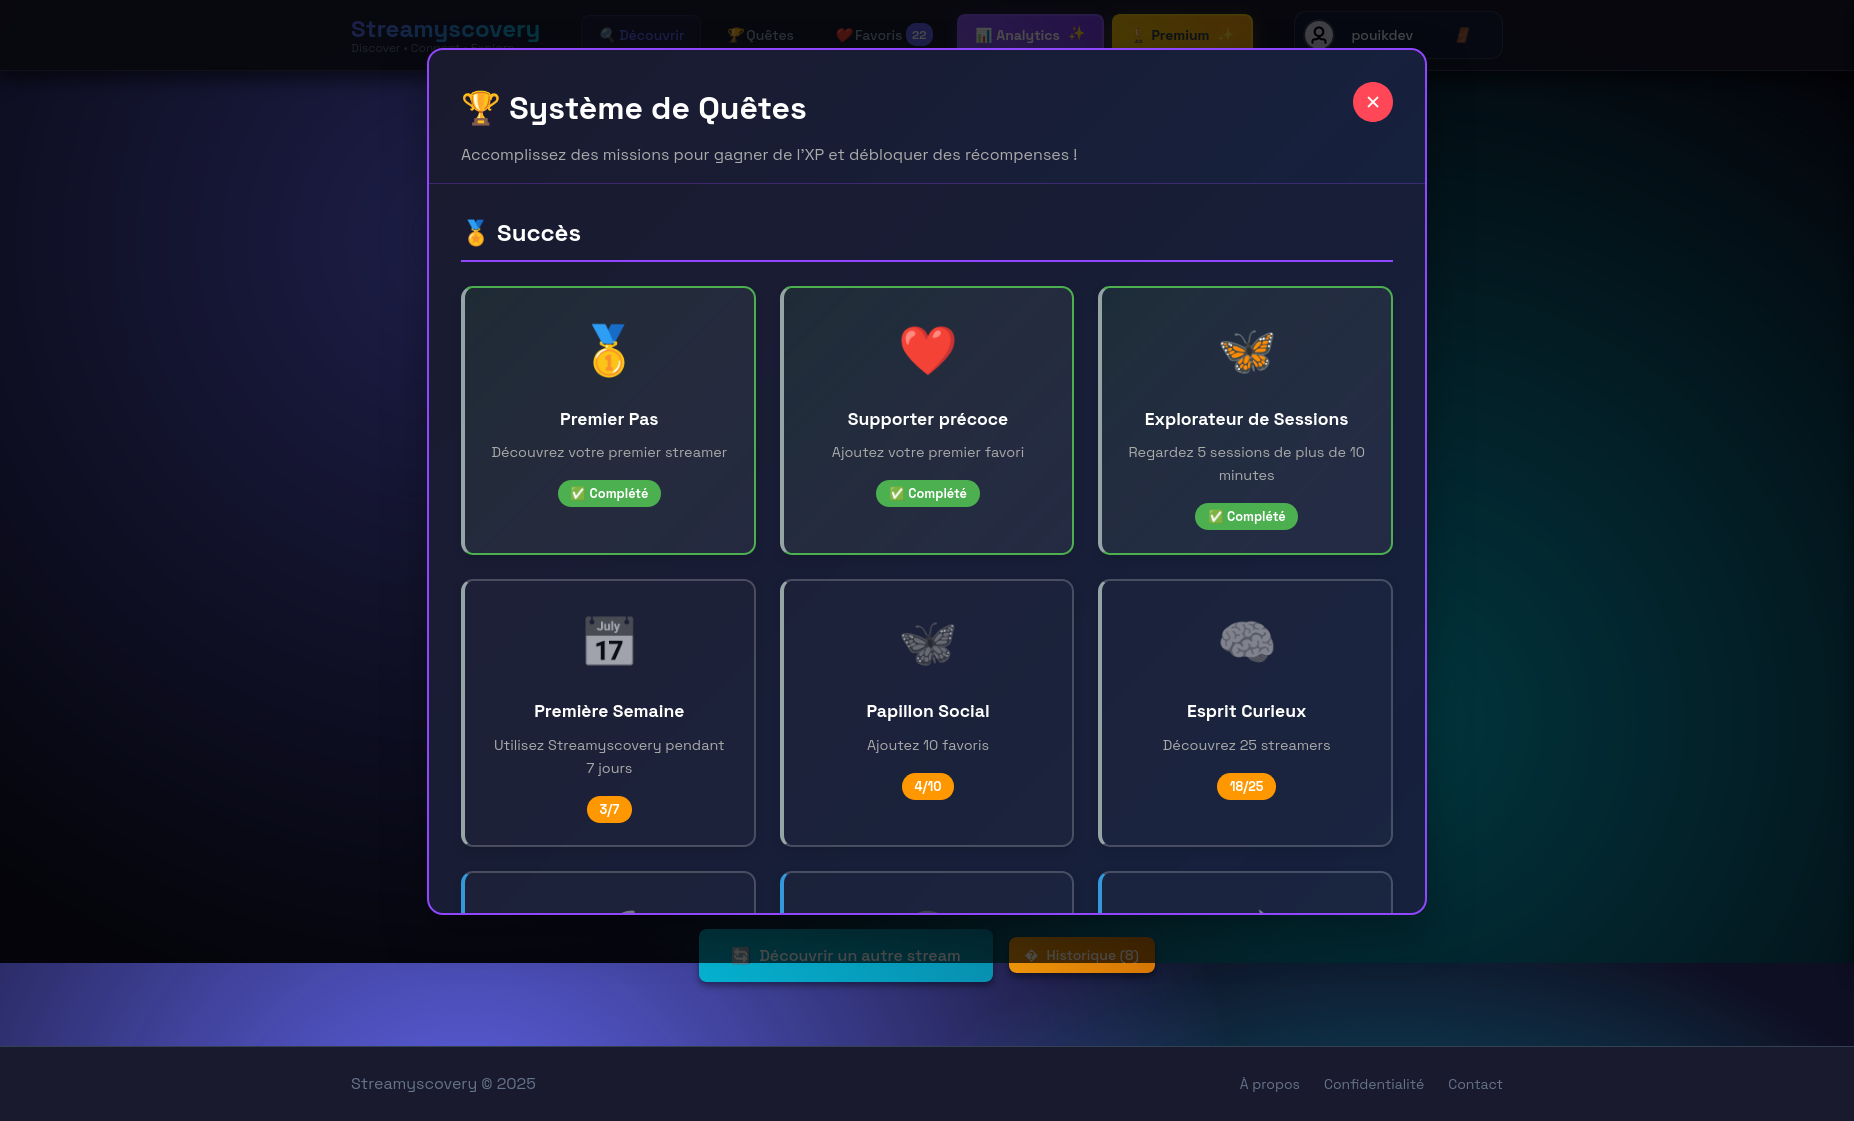 Streamyscovery
Discover • Connect • Explore
Découvrir
Quêtes
Favoris 22
Analytics
Premium
pouikdev
Système de Quêtes
Accomplissez des missions pour gagner de l'XP et débloquer des récompenses !
Succès
Premier Pas
Découvrez votre premier streamer
Complété
Supporter précoce
Ajoutez votre premier favori
Complété
Explorateur de Sessions
Regardez 5 sessions de plus de 10
minutes
Complété
July
17
Première Semaine
Utilisez Streamyscovery pendant
7 jours
3/7
Papillon Social
Ajoutez 10 favoris
4/10
Esprit Curieux
Découvrez 25 streamers
18/25
Découvrir un autre stream
Historique (8)
Streamyscovery © 2025
À propos
Confidentialité
Contact